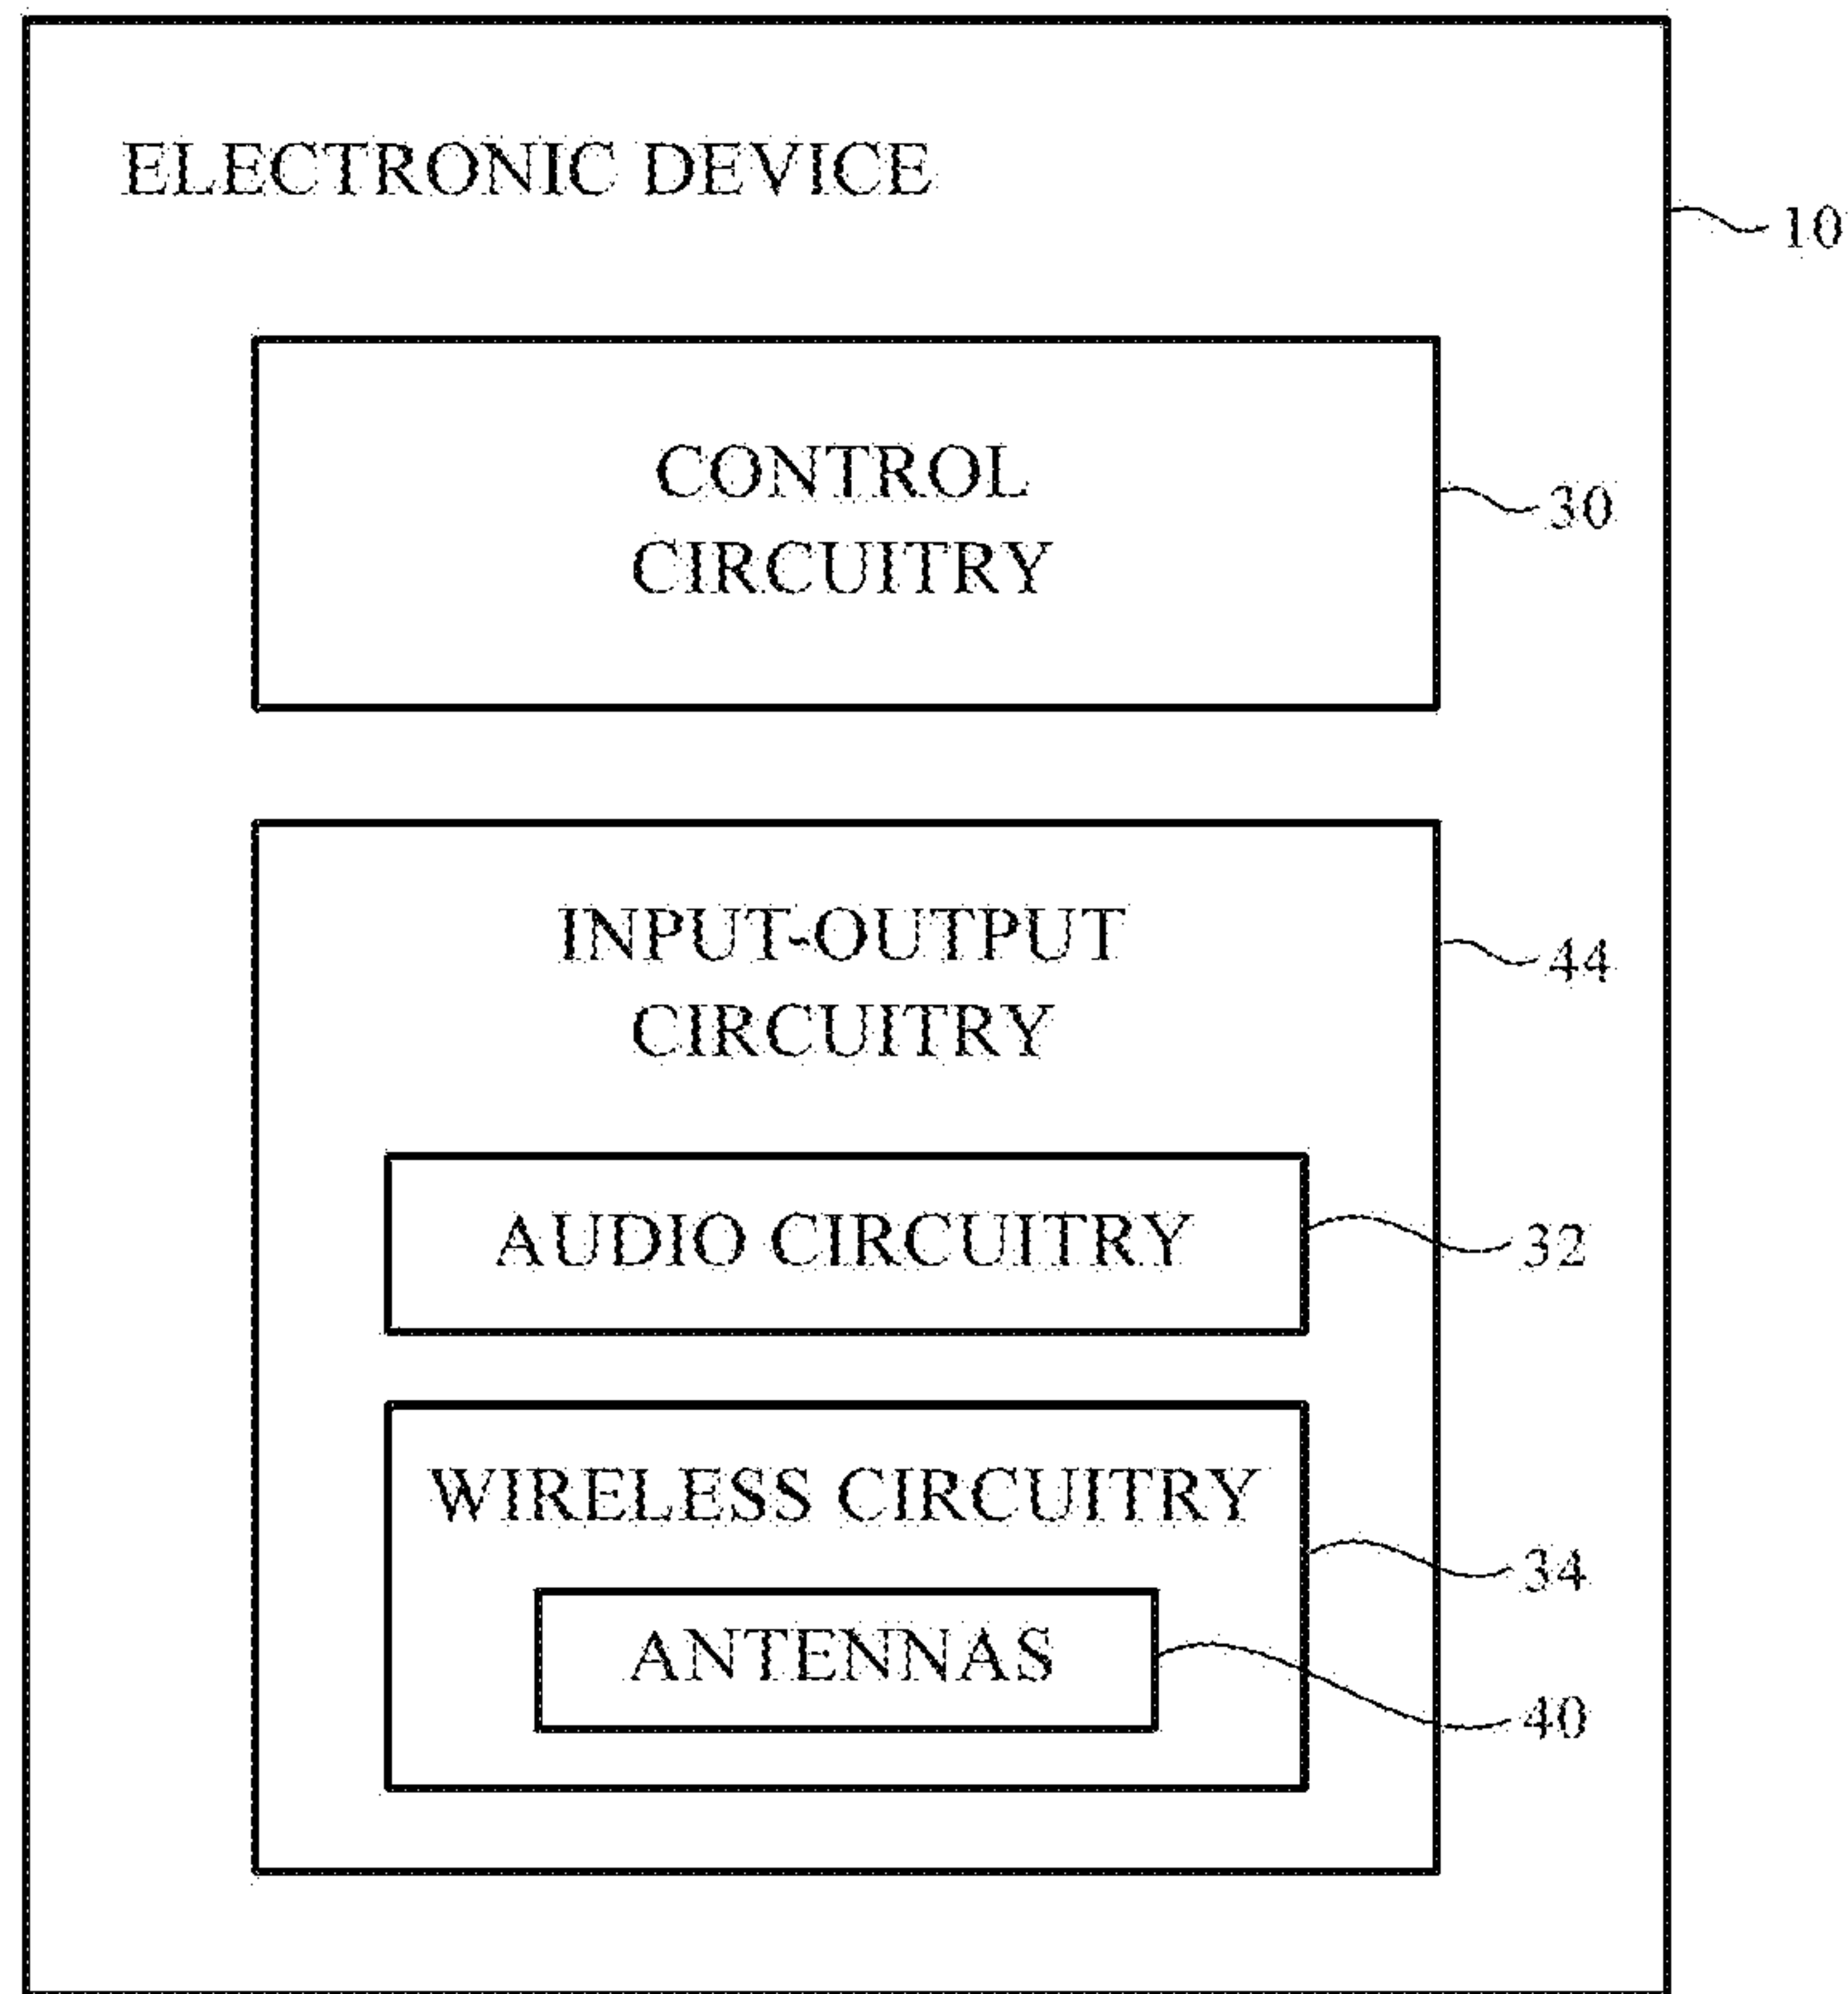 ELECTRONIC DEVICE
10
CONTROL
CIRCUITRY
30
INPUT-OUTPUT
CIRCUITRY
44
AUDIO CIRCUITRY
32
WIRELESS CIRCUITRY
34
ANTENNAS
40